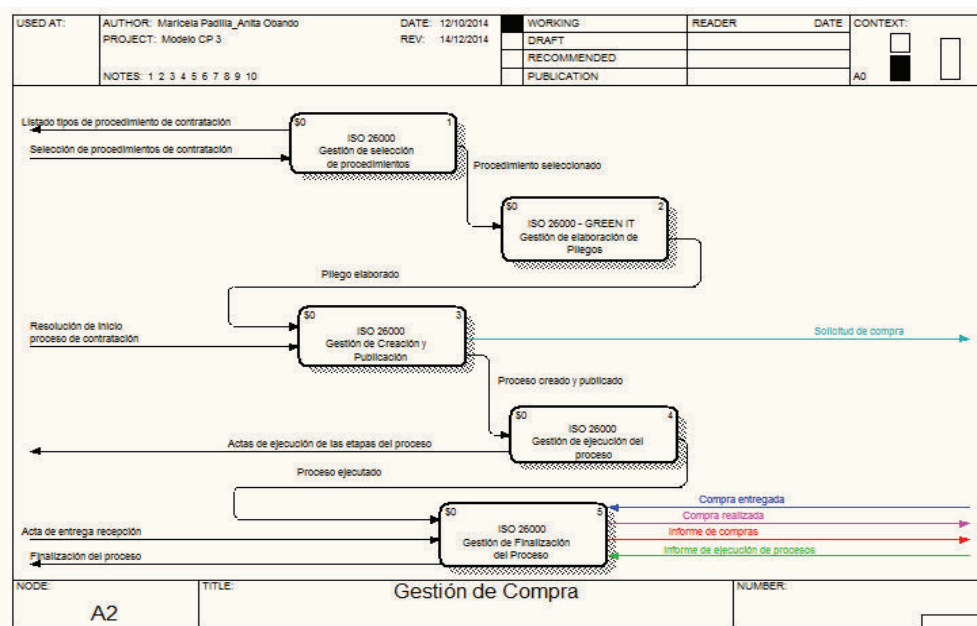 USED AT:
AUTHOR: Maricela Padilla_Anita Obando
DATE: 12/10/2014
WORKING
READER
DATE
CONTEXT:
PROJECT: Modelo CP 3
REV: 14/12/2014
DRAFT
RECOMMENDED
NOTES: 1 2 3 4 5 6 7 8 9 10
PUBLICATION
A0
Listado tipos de procedimiento de contratación
Selección de procedimientos de contratación
$0 1
ISO 26000
Gestión de selección
de procedimientos
Procedimiento seleccionado
$0 2
ISO 26000 - GREEN IT
Gestión de elaboración de
Pliegos
Pliego elaborado
Resolución de inicio
proceso de contratación
$0 3
ISO 26000
Gestión de Creación y
Publicación
Solicitud de compra
Proceso creado y publicado
$0 4
ISO 26000
Gestión de ejecución del
proceso
Actas de ejecución de las etapas del proceso
Proceso ejecutado
$0 5
ISO 26000
Gestión de Finalización
del Proceso
Acta de entrega recepción
Finalización del proceso
Compra entregada
Compra realizada
Informe de compras
Informe de ejecución de procesos
NODE:
A2
TITLE:
Gestión de Compra
NUMBER: